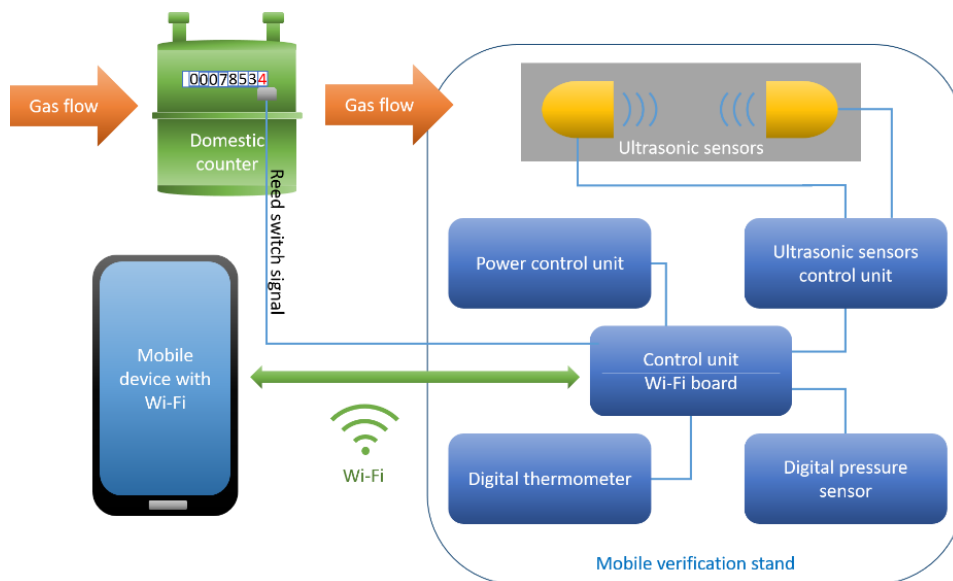 Gas flow
00078534
Domestic
counter
Gas flow
Ultrasonic sensors
Reed switch signal
Power control unit
Ultrasonic sensors
control unit
Mobile
device with
Wi-Fi
Control unit
Wi-Fi board
Wi-Fi
Digital thermometer
Digital pressure
sensor
Mobile verification stand